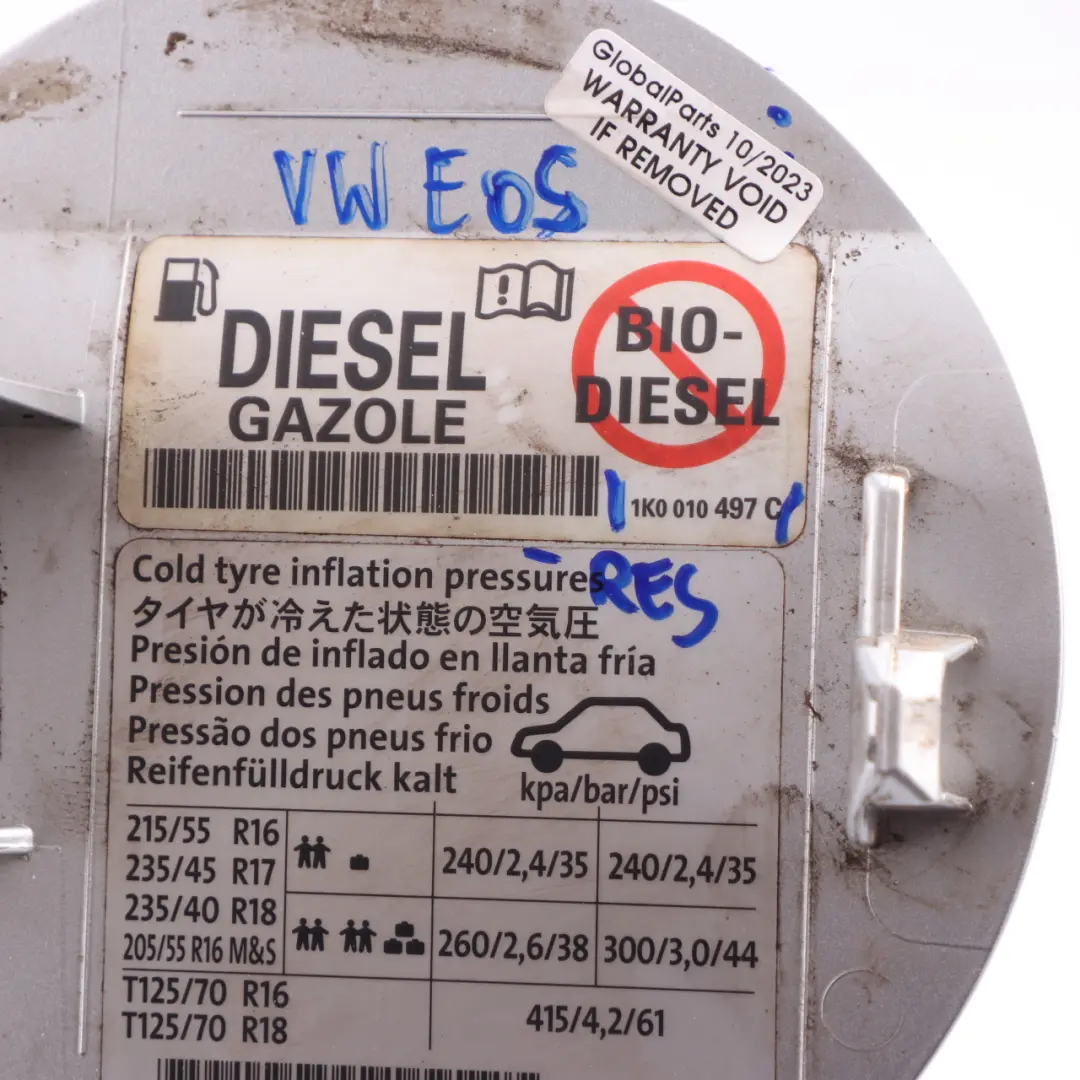 GlobalParts 10/2023
WARRANTY VOID
IF REMOVED
VW EOS
DIESEL
GAZOLE
BIO-
DIESEL
1K0 010 497 C
RES
Cold tyre inflation pressures
タイヤが冷えた状態の空気圧
Presión de inflado en llanta fría
Pression des pneus froids
Pressão dos pneus frio
Reifenfülldruck kalt
kpa/bar/psi
215/55 R16
235/45 R17
240/2,4/35 240/2,4/35
235/40 R18
205/55 R16 M&S
260/2,6/38 300/3,0/44
T125/70 R16
T125/70 R18
415/4,2/61